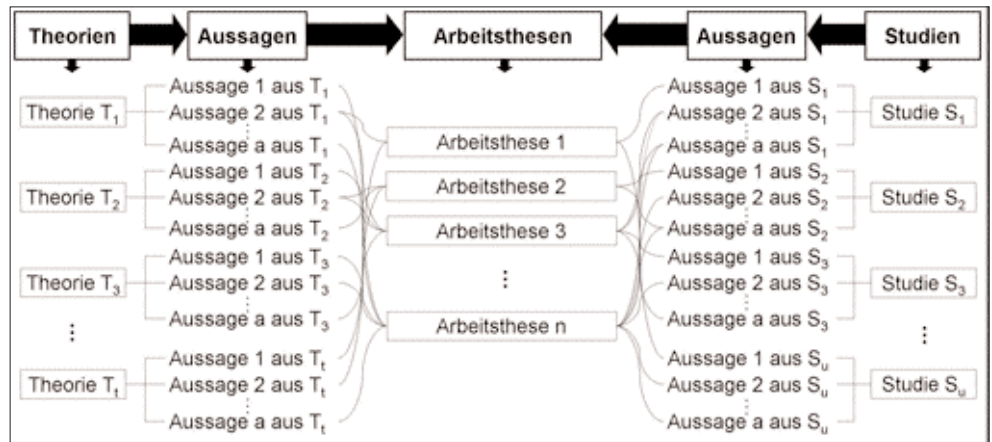 Theorien Aussagen Arbeitsthesen Aussagen Studien
Aussage 1 aus T₁
Theorie T₁ Aussage 2 aus T₁
Aussage a aus T₁
Aussage 1 aus T₂
Theorie T₂ Aussage 2 aus T₂
Aussage a aus T₂
Aussage 1 aus T₃
Theorie T₃ Aussage 2 aus T₃
Aussage a aus T₃
Aussage 1 aus Tₜ
Theorie Tₜ Aussage 2 aus Tₜ
Aussage a aus Tₜ
Arbeitsthese 1
Arbeitsthese 2
Arbeitsthese 3
Arbeitsthese n
Aussage 1 aus S₁
Aussage 2 aus S₁ Studie S₁
Aussage a aus S₁
Aussage 1 aus S₂
Aussage 2 aus S₂ Studie S₂
Aussage a aus S₂
Aussage 1 aus S₃
Aussage 2 aus S₃ Studie S₃
Aussage a aus S₃
Aussage 1 aus Sᵤ
Aussage 2 aus Sᵤ Studie Sᵤ
Aussage a aus Sᵤ